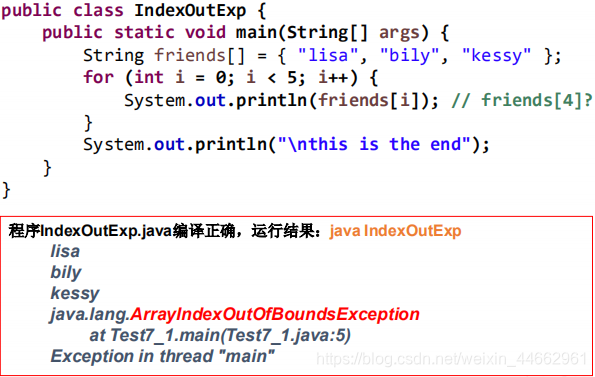 public class IndexOutExp {
    public static void main(String[] args) {
        String friends[] = { "lisa", "bily", "kessy" };
        for (int i = 0; i < 5; i++) {
            System.out.println(friends[i]); // friends[4]?
        }
        System.out.println("\nthis is the end");
    }
}
程序IndexOutExp.java编译正确，运行结果：java IndexOutExp
lisa
bily
kessy
java.lang.ArrayIndexOutOfBoundsException
    at Test7_1.main(Test7_1.java:5)
Exception in thread "main"
https://blog.csdn.net/weixin_44662961